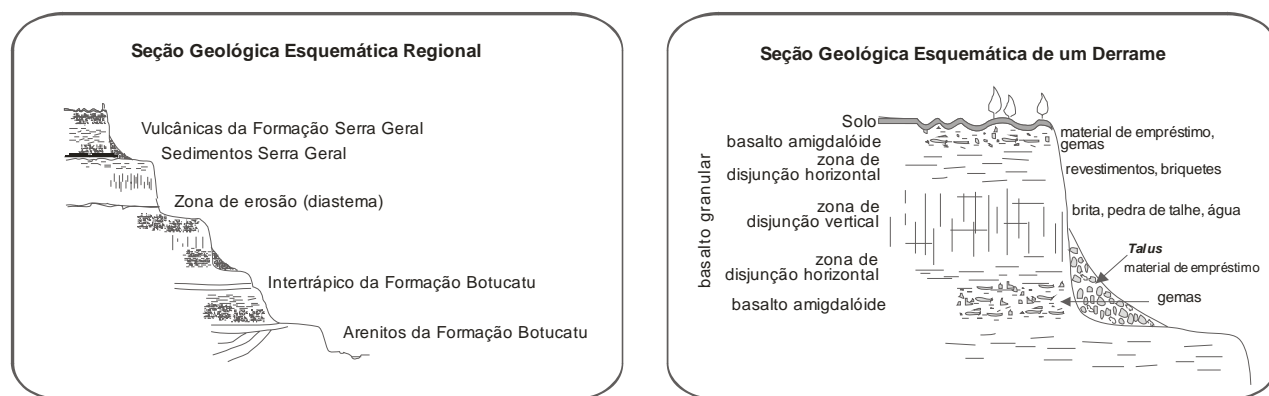 Seção Geológica Esquemática Regional
Vulcânicas da Formação Serra Geral
Sedimentos Serra Geral
Zona de erosão (diastema)
Intertrápico da Formação Botucatu
Arenitos da Formação Botucatu
Seção Geológica Esquemática de um Derrame
basalto granular
Solo
basalto amigdalóide
zona de
disjunção horizontal
zona de
disjunção vertical
zona de
disjunção horizontal
basalto amigdalóide
material de empréstimo,
gemas
revestimentos, briquetes
brita, pedra de talhe, água
Talus
material de empréstimo
gemas